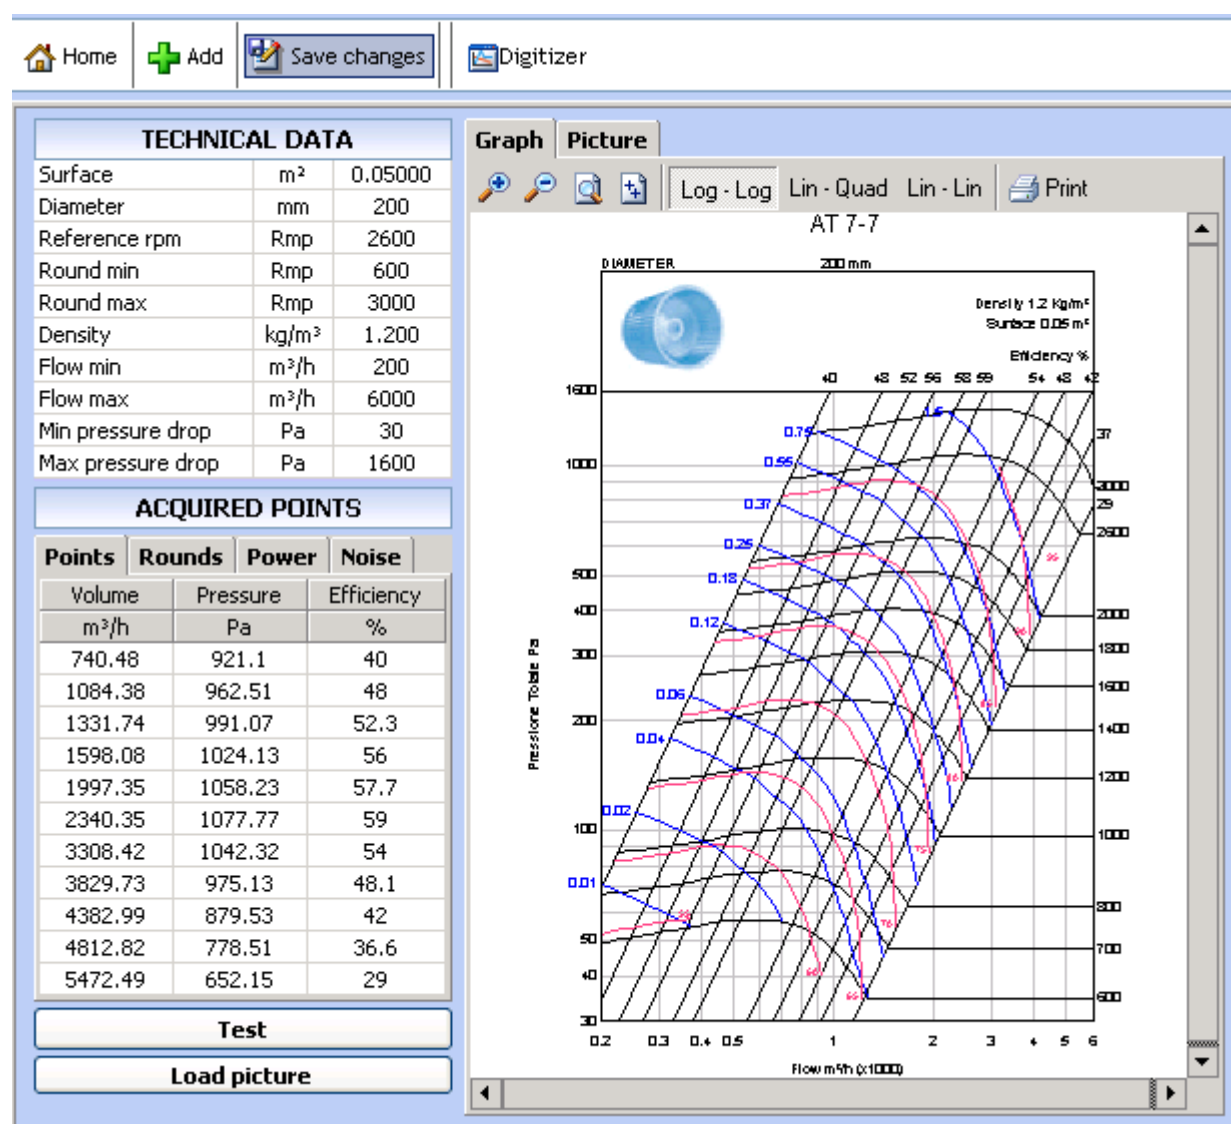 Home Add Save changes Digitizer
TECHNICAL DATA
Surface m² 0.05000
Diameter mm 200
Reference rpm Rmp 2600
Round min Rmp 600
Round max Rmp 3000
Density kg/m³ 1.200
Flow min m³/h 200
Flow max m³/h 6000
Min pressure drop Pa 30
Max pressure drop Pa 1600
ACQUIRED POINTS
Points Rounds Power Noise
Volume Pressure Efficiency
m³/h Pa %
740.48 921.1 40
1084.38 962.51 48
1331.74 991.07 52.3
1598.08 1024.13 56
1997.35 1058.23 57.7
2340.35 1077.77 59
3308.42 1042.32 54
3829.73 975.13 48.1
4382.99 879.53 42
4812.82 778.51 36.6
5472.49 652.15 29
Test
Load picture
Graph Picture
Log - Log Lin - Quad Lin - Lin Print
AT 7-7
DIAMETER 200 mm
Density 1.2 Kg/m³
Surface 0.05 m²
Efficiency %
40 48 52 56 58 59 54 48 42
1600
1000
500
400
300
200
100
50
40
30
Pressione Totale Pa
1.5
0.75
0.55
0.37
0.25
0.18
0.12
0.06
0.04
0.02
0.01
37
3000
29
2600
2000
1800
1600
1400
1200
1000
800
700
600
0.2 0.3 0.4 0.5 1 2 3 4 5 6
Flow m³/h (x1000)